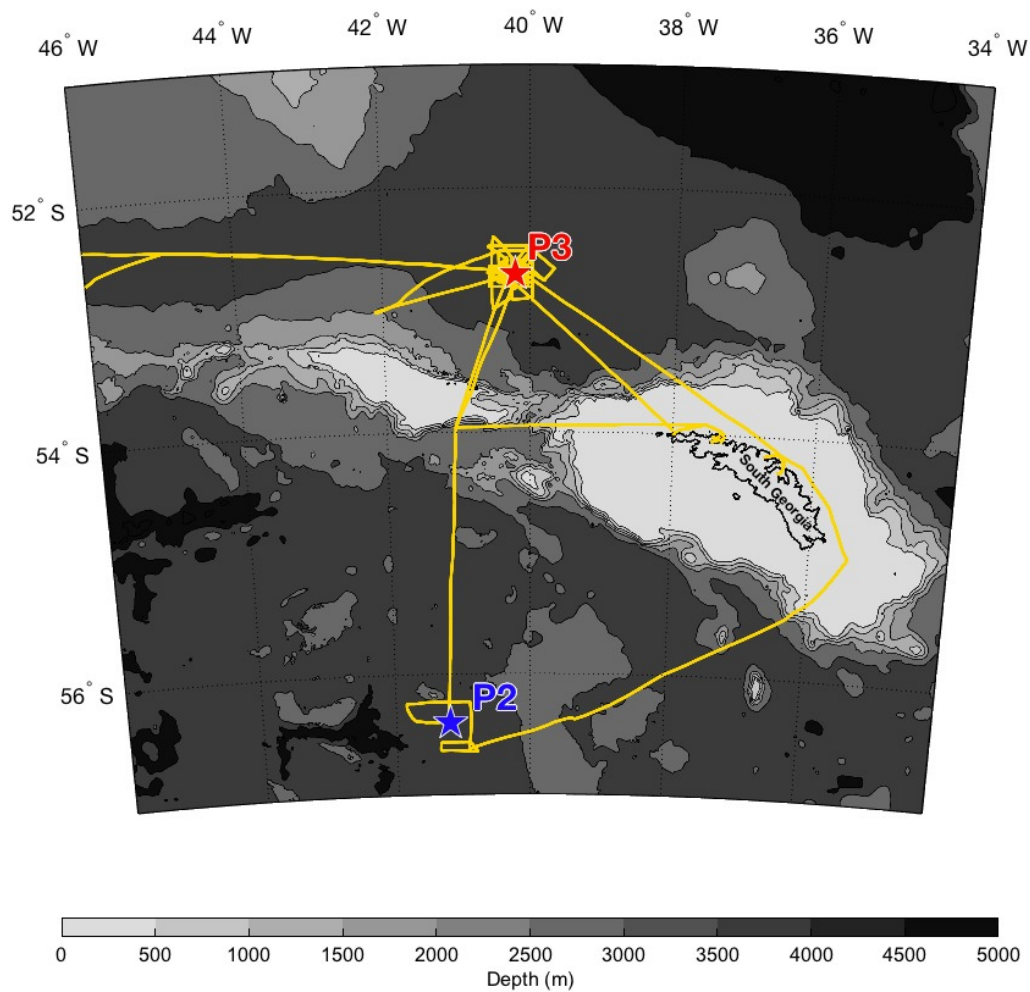 46° W 44° W 42° W 40° W 38° W 36° W 34° W
52° S
P3
54° S
South Georgia
56° S
P2
0 500 1000 1500 2000 2500 3000 3500 4000 4500 5000
Depth (m)